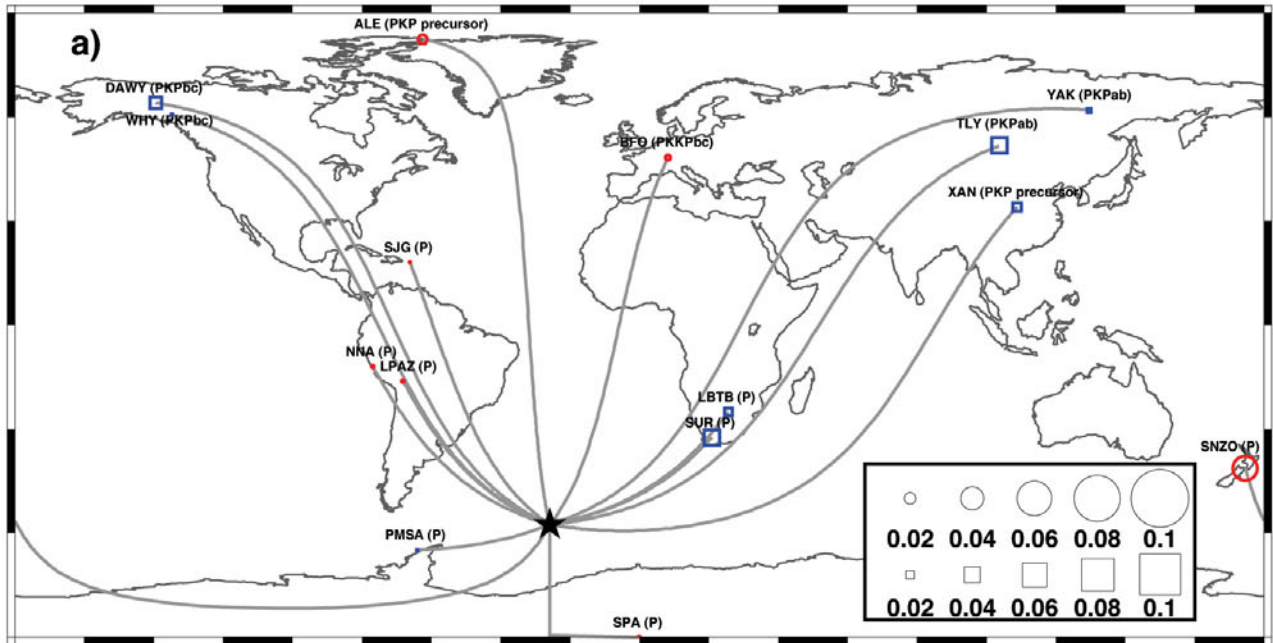 a)
ALE (PKP precursor)
DAWY (PKPbc)
WHY (PKPbc)
BFO (PKKPbc)
YAK (PKPab)
TLY (PKPab)
XAN (PKP precursor)
SJG (P)
NNA (P)
LPAZ (P)
LBTB (P)
SUR (P)
SNZO (P)
PMSA (P)
SPA (P)
0.02 0.04 0.06 0.08 0.1
0.02 0.04 0.06 0.08 0.1